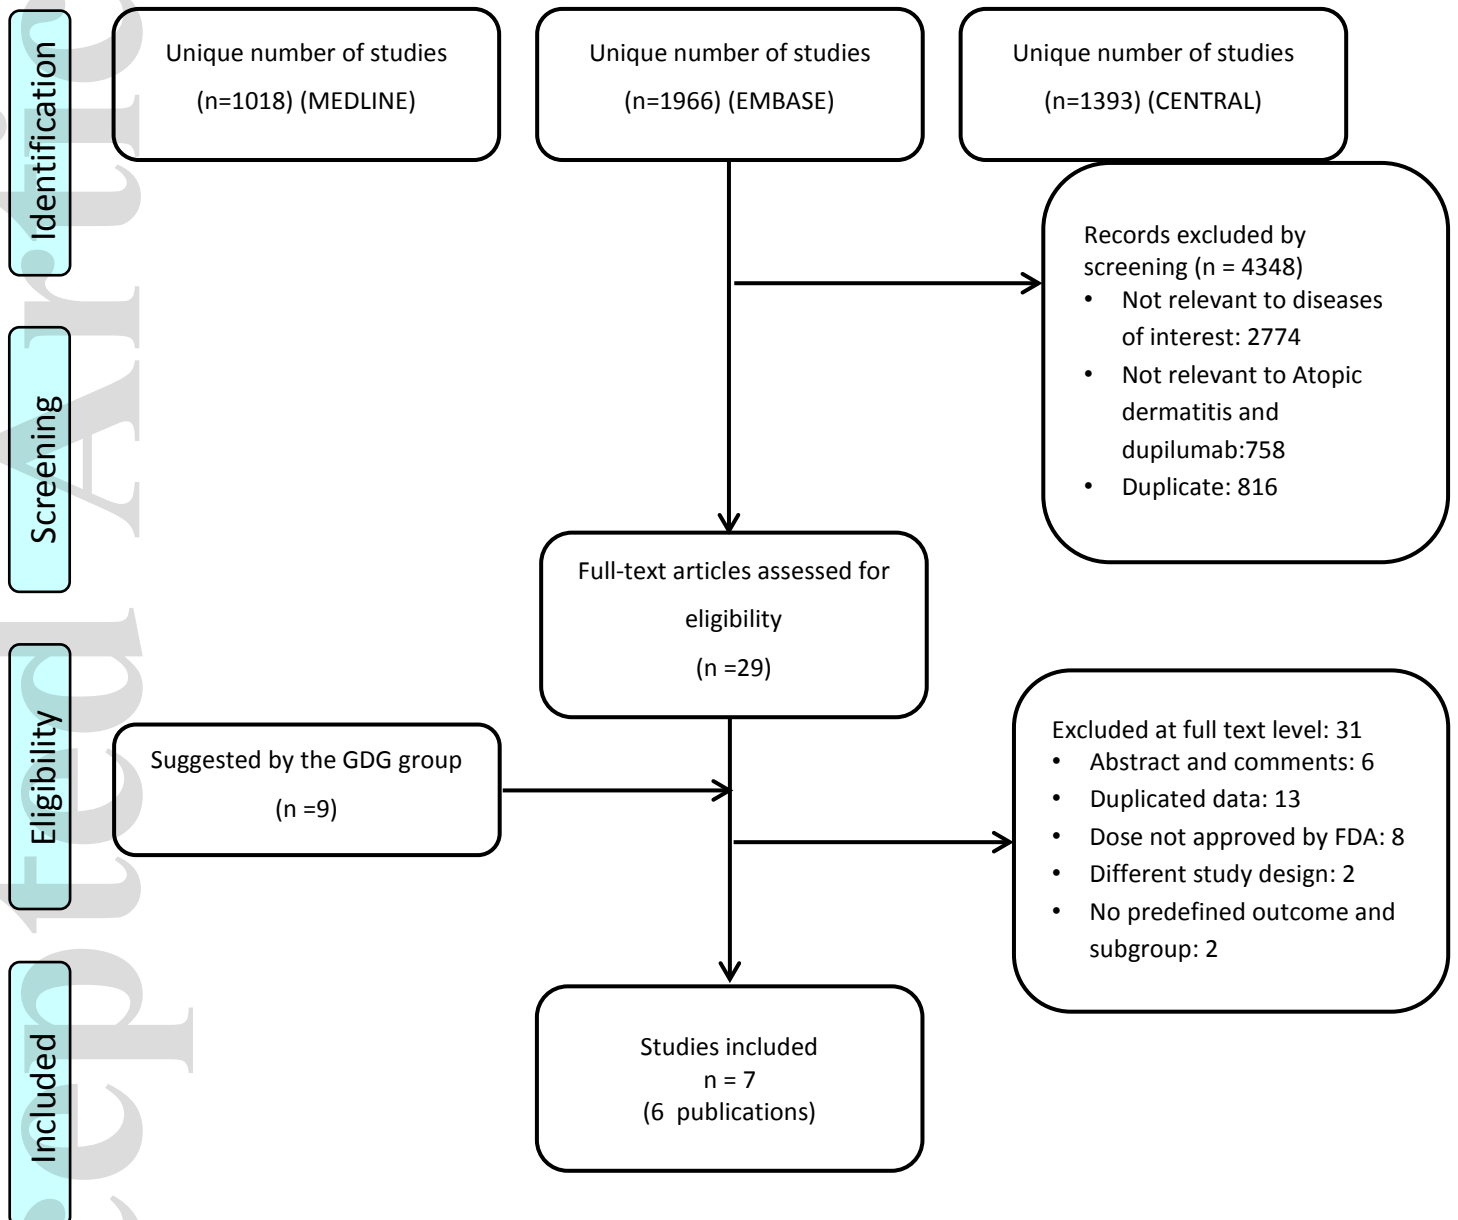 Identification
Unique number of studies
(n=1018) (MEDLINE)
Unique number of studies
(n=1966) (EMBASE)
Unique number of studies
(n=1393) (CENTRAL)
Records excluded by
screening (n = 4348)
• Not relevant to diseases
of interest: 2774
• Not relevant to Atopic
dermatitis and
dupilumab:758
• Duplicate: 816
Screening
Full-text articles assessed for
eligibility
(n =29)
Eligibility
Suggested by the GDG group
(n =9)
Excluded at full text level: 31
• Abstract and comments: 6
• Duplicated data: 13
• Dose not approved by FDA: 8
• Different study design: 2
• No predefined outcome and
subgroup: 2
Included
Studies included
n = 7
(6 publications)
epted Artic